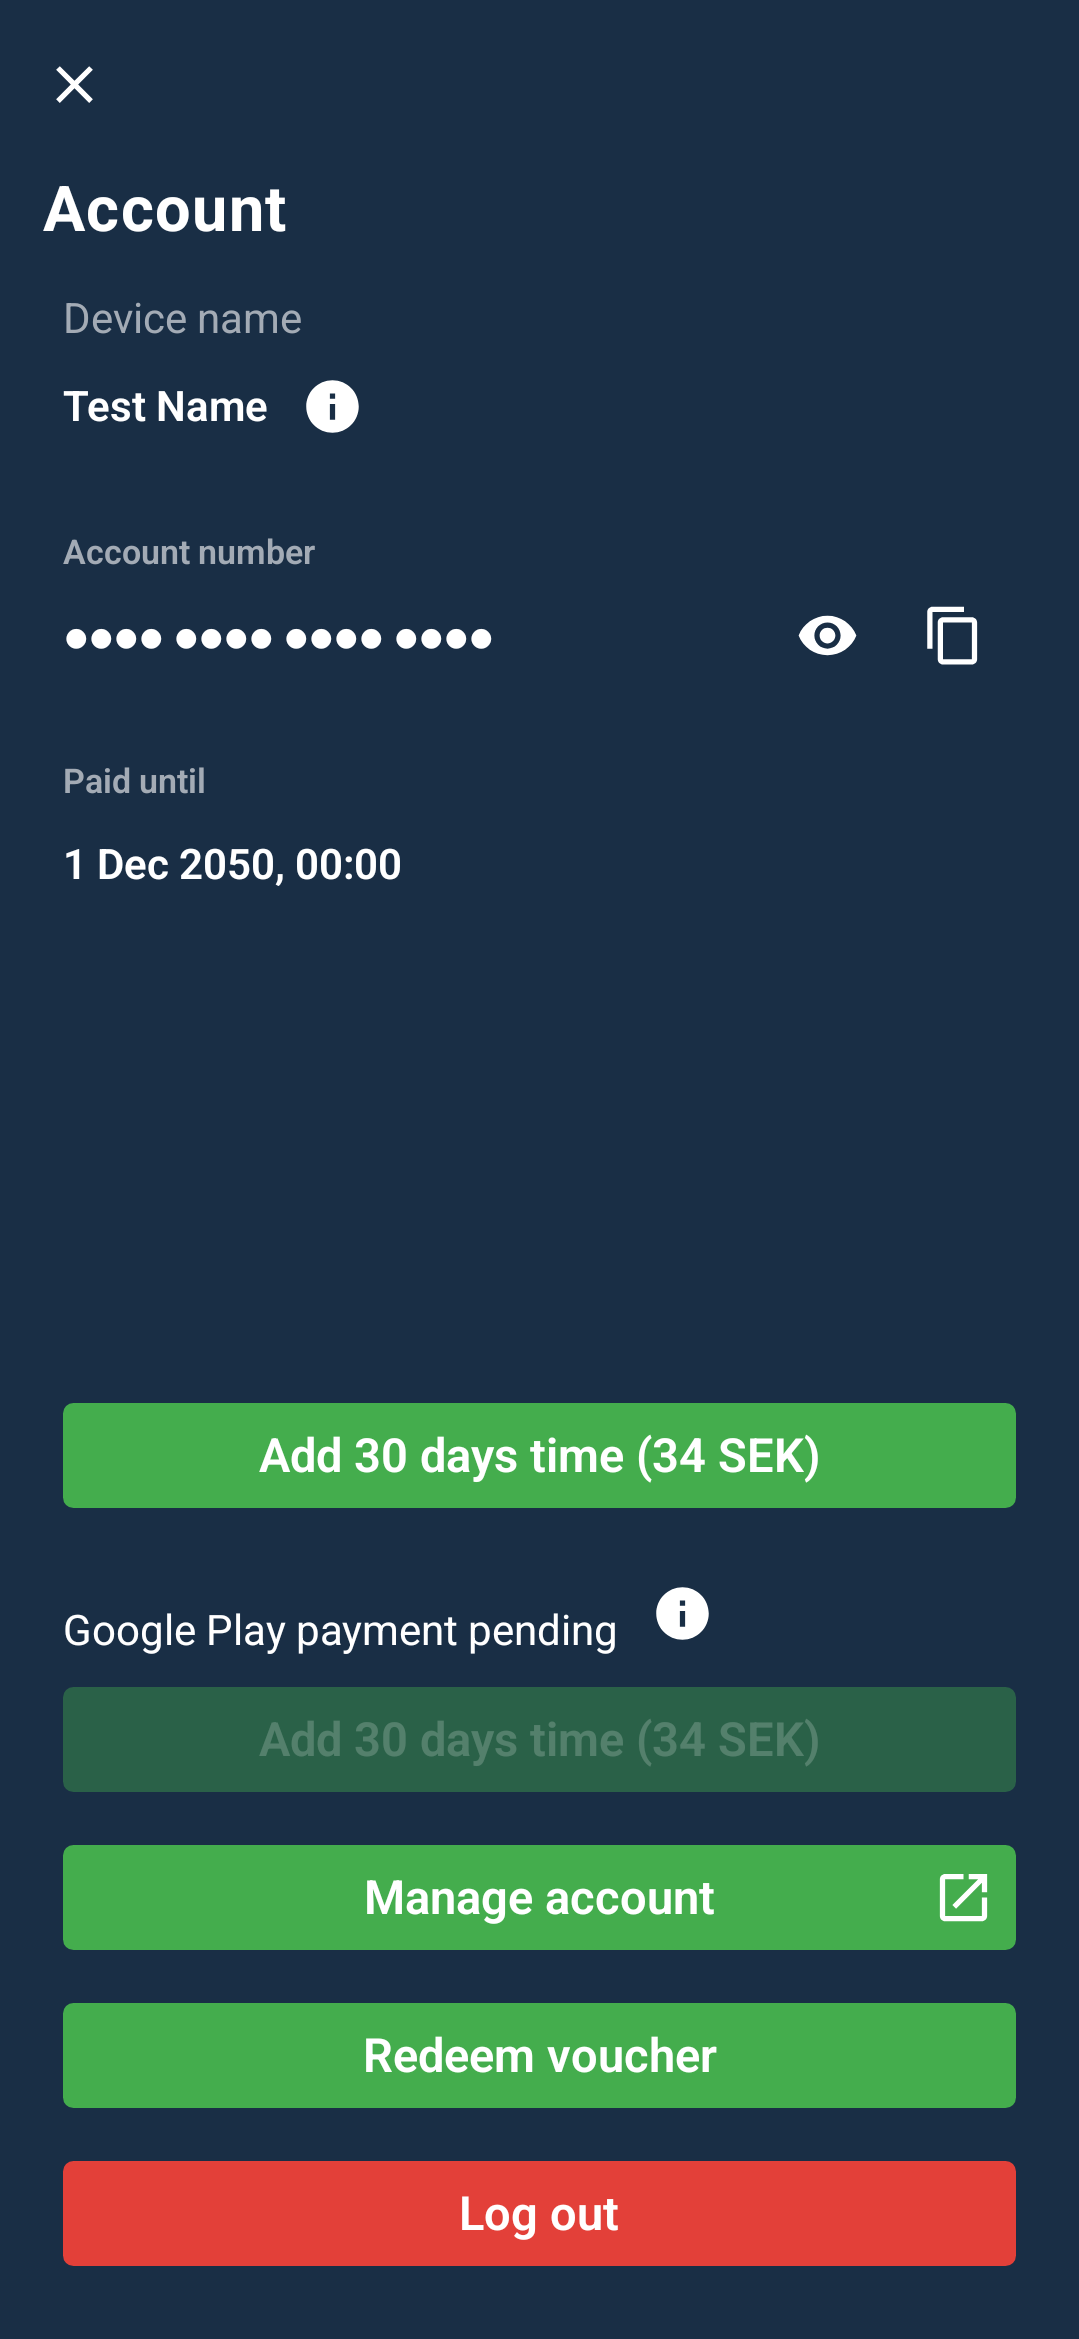 Account
Device name
Test Name
Account number
•••• •••• •••• ••••
Paid until
1 Dec 2050, 00:00
Add 30 days time (34 SEK)
Google Play payment pending
Add 30 days time (34 SEK)
Manage account
Redeem voucher
Log out